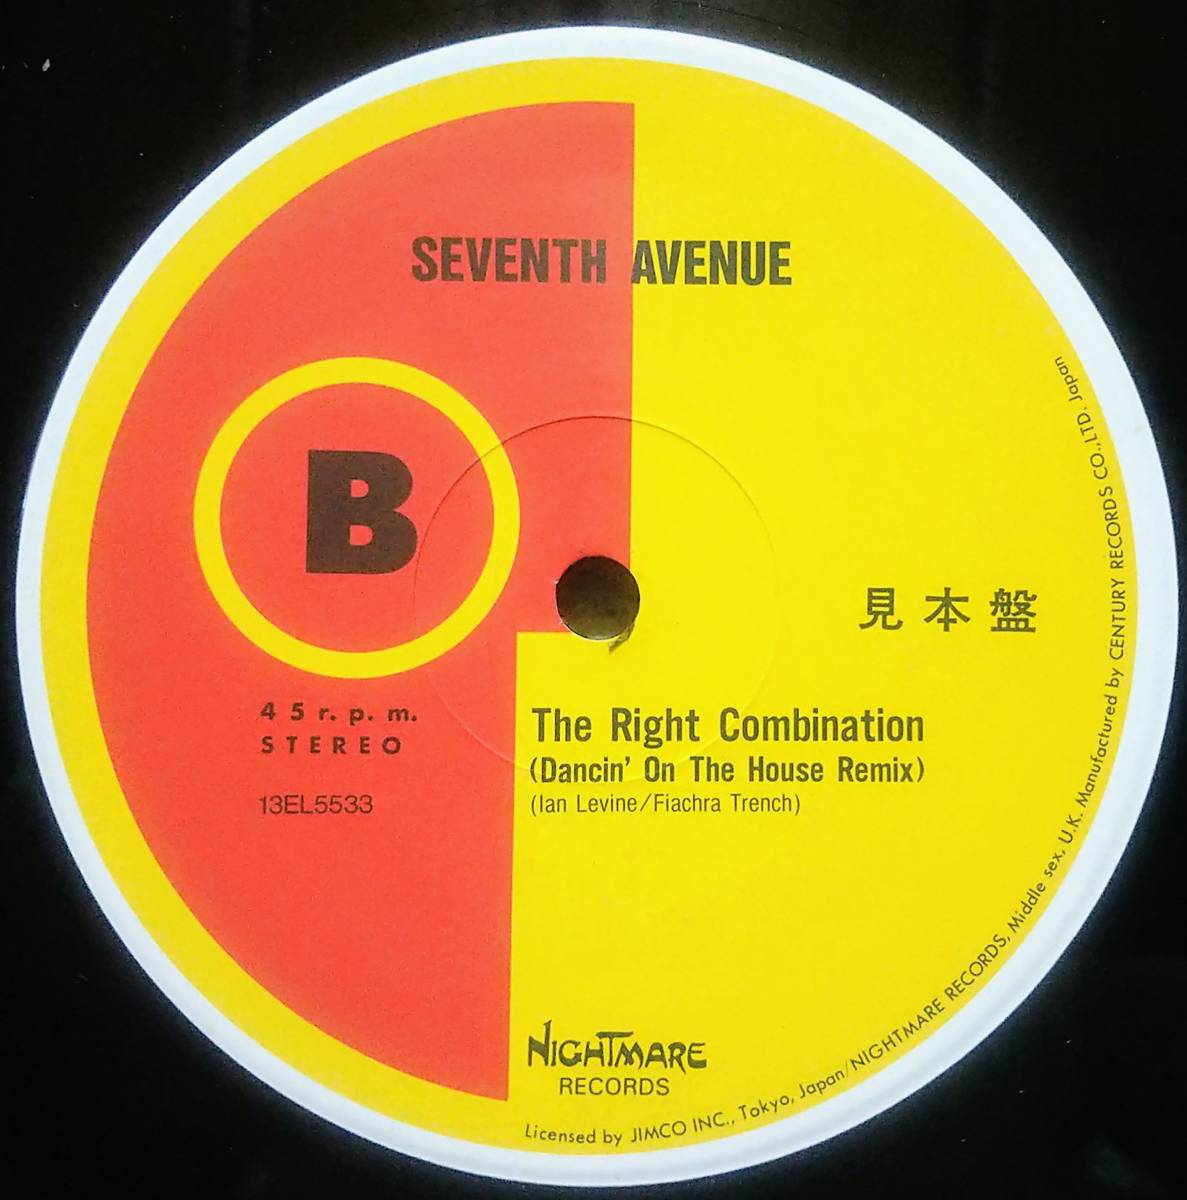 SEVENTH AVENUE
B
見本盤
45r.p.m.
STEREO
13EL5533
The Right Combination
(Dancin' On The House Remix)
(Ian Levine/Fiachra Trench)
NIGHTMARE
RECORDS
Licensed by JIMCO INC., Tokyo, Japan/NIGHTMARE RECORDS, Middle sex, U.K. Manufactured by CENTURY RECORDS CO.,LTD. Japan